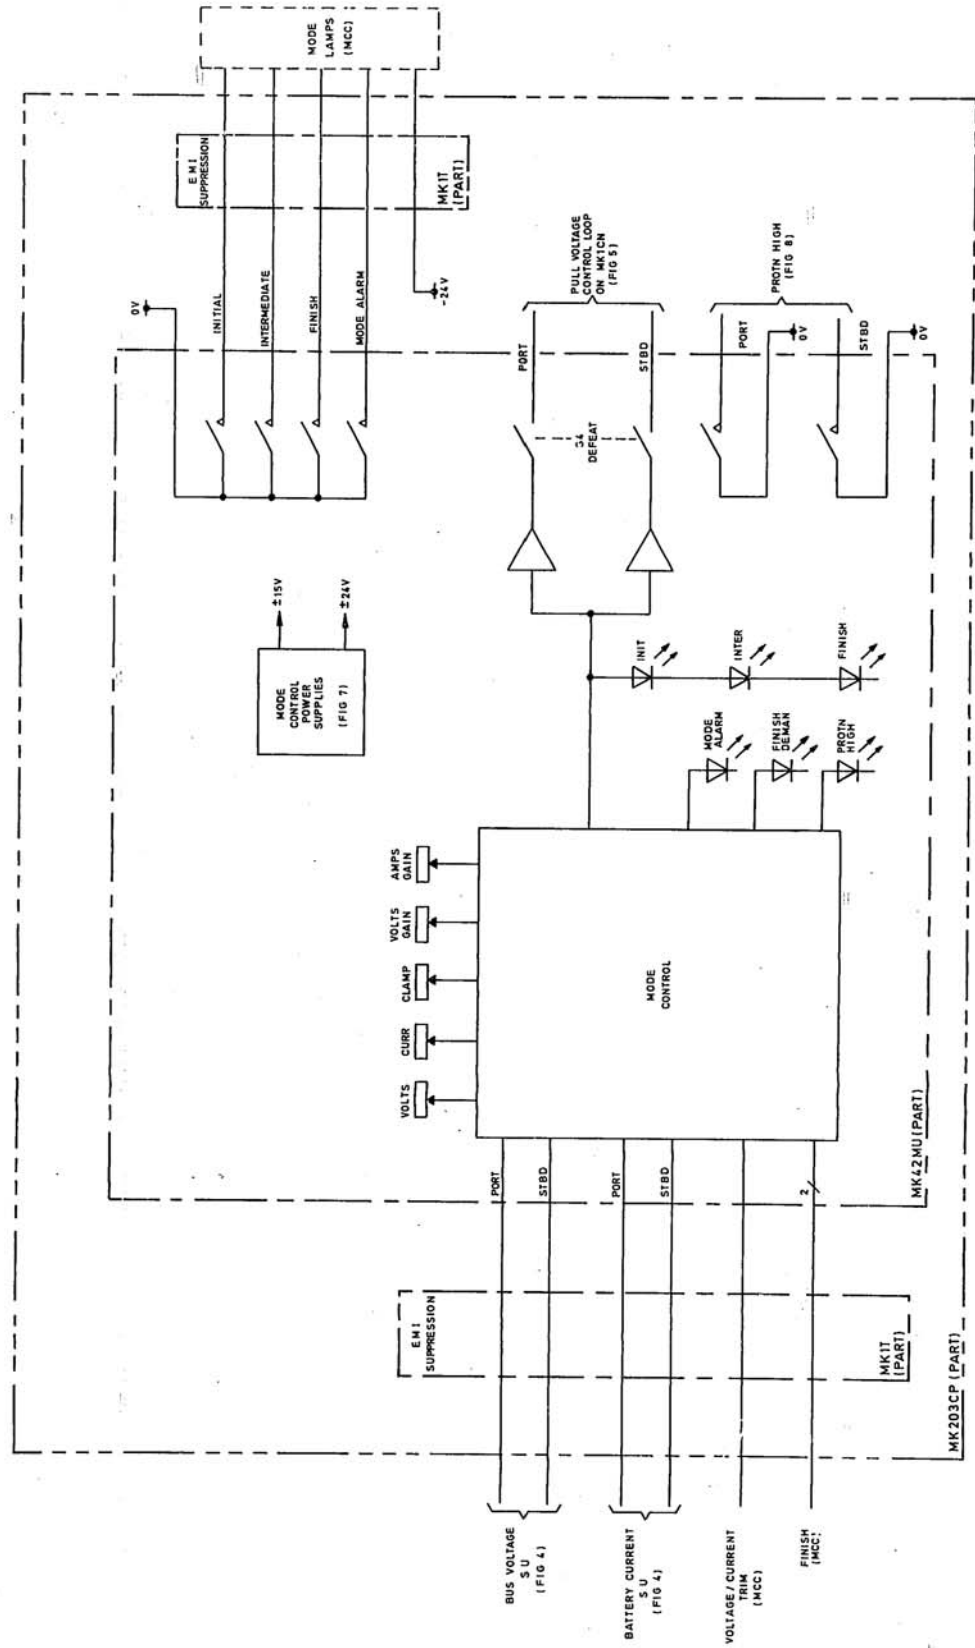 MODE
LAMPS
(MCC)
EMI
SUPPRESSION
MK1T
(PART)
0V
INITIAL
INTERMEDIATE
FINISH
MODE ALARM
-24V
MODE
CONTROL
POWER
SUPPLIES
(FIG 7)
±15V
±24V
PORT
STBD
S4
DEFEAT
PULL VOLTAGE
CONTROL LOOP
ON MK1CN
(FIG 5)
PROTN HIGH
(FIG 8)
PORT
0V
STBD
0V
INIT
INTER
FINISH
MODE
ALARM
FINISH
DEMAN
PROTN
HIGH
VOLTS
CURR
CLAMP
VOLTS
GAIN
AMPS
GAIN
MODE
CONTROL
PORT
STBD
PORT
STBD
2
MK42MU (PART)
EMI
SUPPRESSION
MK1T
(PART)
MK203CP (PART)
BUS VOLTAGE
S U
(FIG 4)
BATTERY CURRENT
S U
(FIG 4)
VOLTAGE/CURRENT
TRIM
(MCC)
FINISH
(MCC)